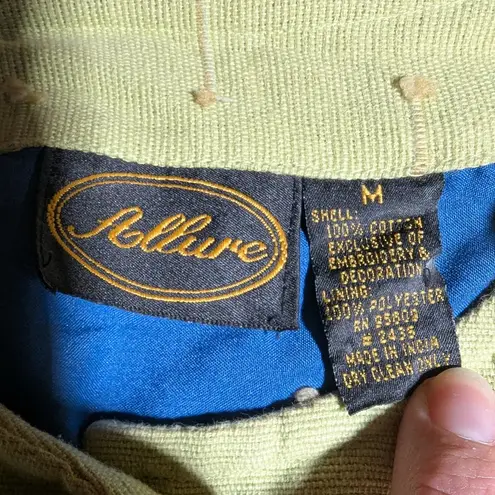 Allure
M
SHELL:
100% COTTON
EXCLUSIVE OF
EMBROIDERY &
DECORATION
LINING:
100% POLYESTER
RN 95809
# 2435
MADE IN INDIA
DRY CLEAN ONLY